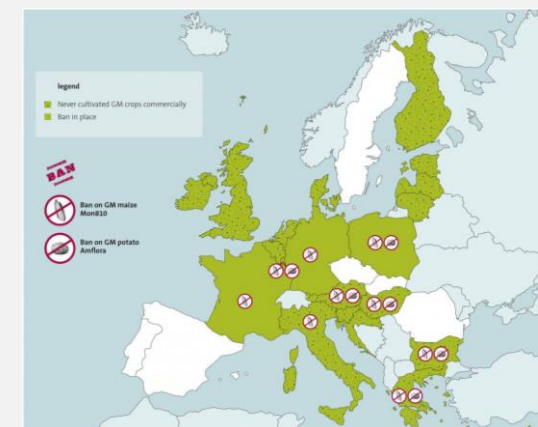 legend
Never cultivated GM crops commercially
Ban in place
BAN
Ban on GM maize
Mon810
Ban on GM potato
Amflora